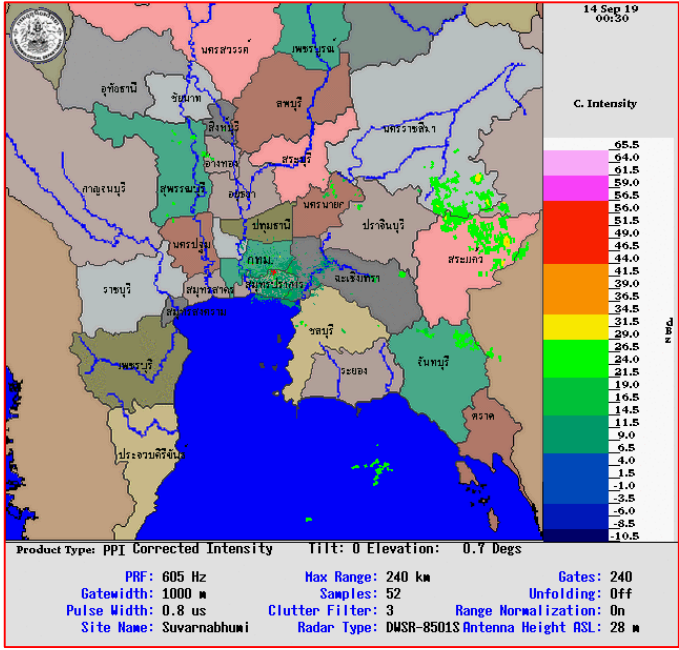 14 Sep 19
00:30
C. Intensity
นครสวรรค์
เพชรบูรณ์
อุทัยธานี
ชัยนาท
ลพบุรี
นครราชสีมา
สิงห์บุรี
อ่างทอง
สระบุรี
กาญจนบุรี
สุพรรณบุรี
อยุธยา
นครนายก
ปทุมธานี
ปราจีนบุรี
นครปฐม
กทม.
สระแก้ว
ราชบุรี
สมุทรสาคร
สมุทรปราการ
ฉะเชิงเทรา
สมุทรสงคราม
ชลบุรี
เพชรบุรี
ระยอง
จันทบุรี
ตราด
ประจวบคีรีขันธ์
65.5
64.0
61.5
59.0
56.5
56.0
51.5
49.0
46.5
44.0
41.5
39.0
36.5
34.5
31.5
29.0
26.5
24.0
21.5
19.0
16.5
14.5
11.5
9.0
6.5
4.0
1.5
-1.0
-3.5
-6.0
-8.5
-10.5
Product Type: PPI Corrected Intensity Tilt: 0 Elevation: 0.7 Degs
PRF: 605 Hz Max Range: 240 km Gates: 240
Gatewidth: 1000 m Samples: 52 Unfolding: Off
Pulse Width: 0.8 us Clutter Filter: 3 Range Normalization: On
Site Name: Suvarnabhumi Radar Type: DWSR-8501S Antenna Height ASL: 28 m